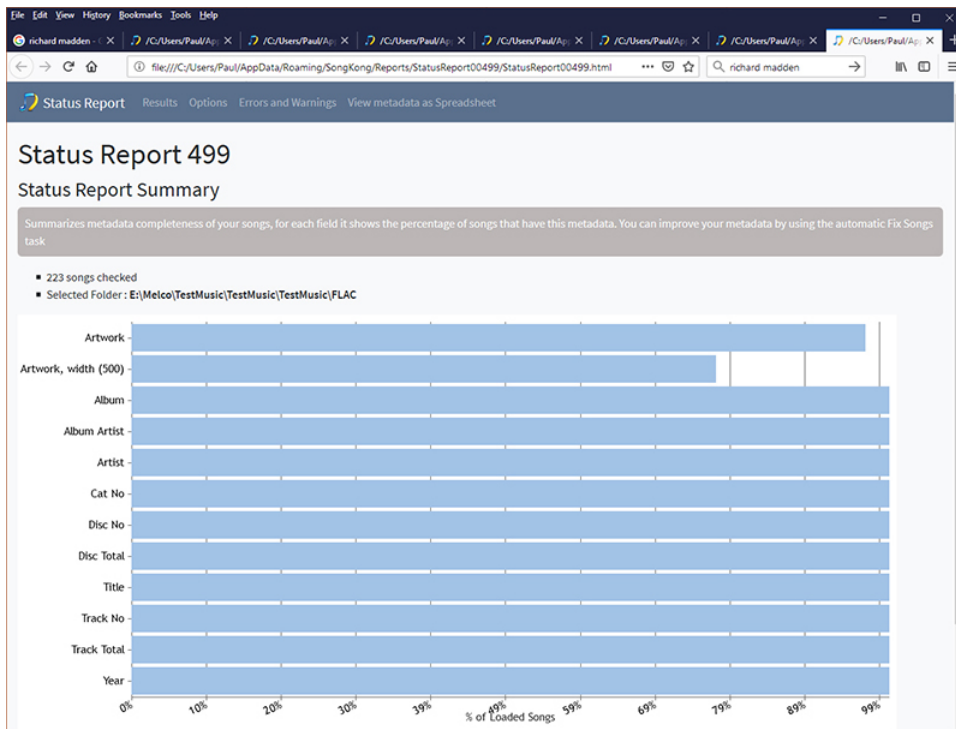 File Edit View History Bookmarks Tools Help
richard madden - /C:/Users/Paul/Ap /C:/Users/Paul/Ap /C:/Users/Paul/Ap /C:/Users/Paul/Ap /C:/Users/Paul/Ap /C:/Users/Paul/Ap /C:/Users/Paul/Ap
file:///C:/Users/Paul/AppData/Roaming/SongKong/Reports/StatusReport00499/StatusReport00499.html richard madden
Status Report Results Options Errors and Warnings View metadata as Spreadsheet
Status Report 499
Status Report Summary
Summarizes metadata completeness of your songs, for each field it shows the percentage of songs that have this metadata. You can improve your metadata by using the automatic Fix Songs
task
223 songs checked
Selected Folder : E:\Melco\TestMusic\TestMusic\TestMusic\FLAC
Artwork
Artwork, width (500)
Album
Album Artist
Artist
Cat No
Disc No
Disc Total
Title
Track No
Track Total
Year
0% 10% 20% 30% 39% 49% 59% 69% 79% 89% 99%
% of Loaded Songs